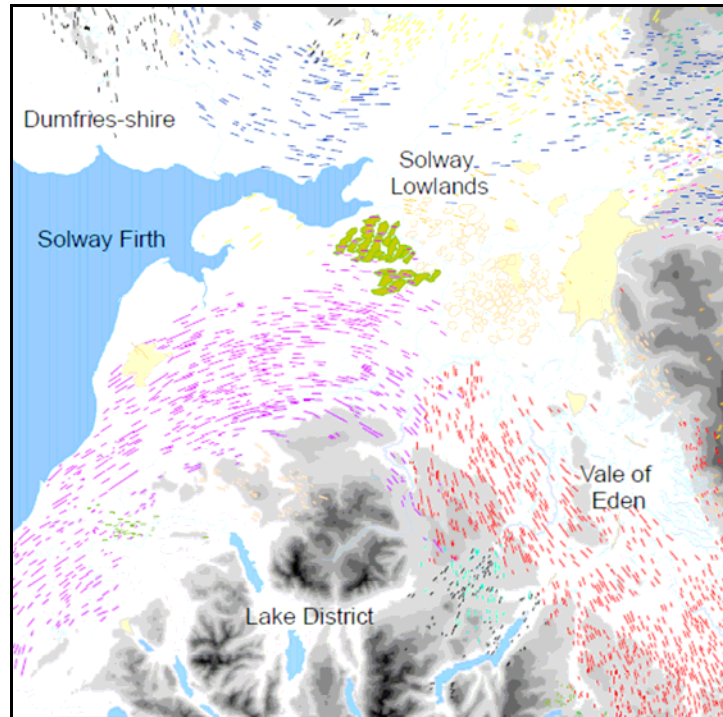 Dumfries-shire
Solway
Lowlands
Solway Firth
Vale of
Eden
Lake District